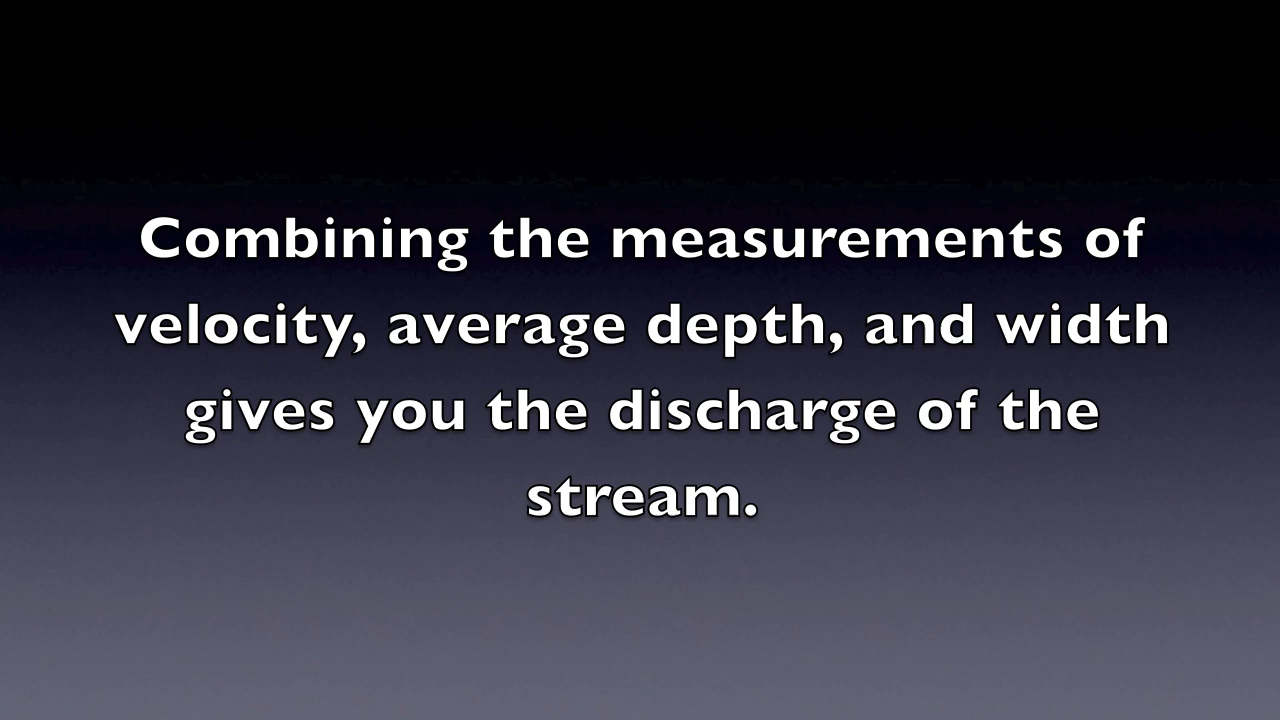 Combining the measurements of
velocity, average depth, and width
gives you the discharge of the
stream.